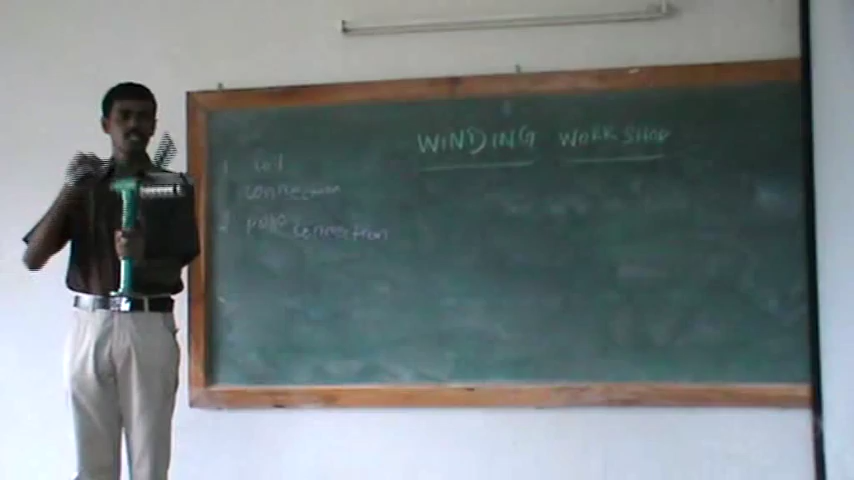 WINDING WORKSHOP
1 coil
connection
2 pole connection